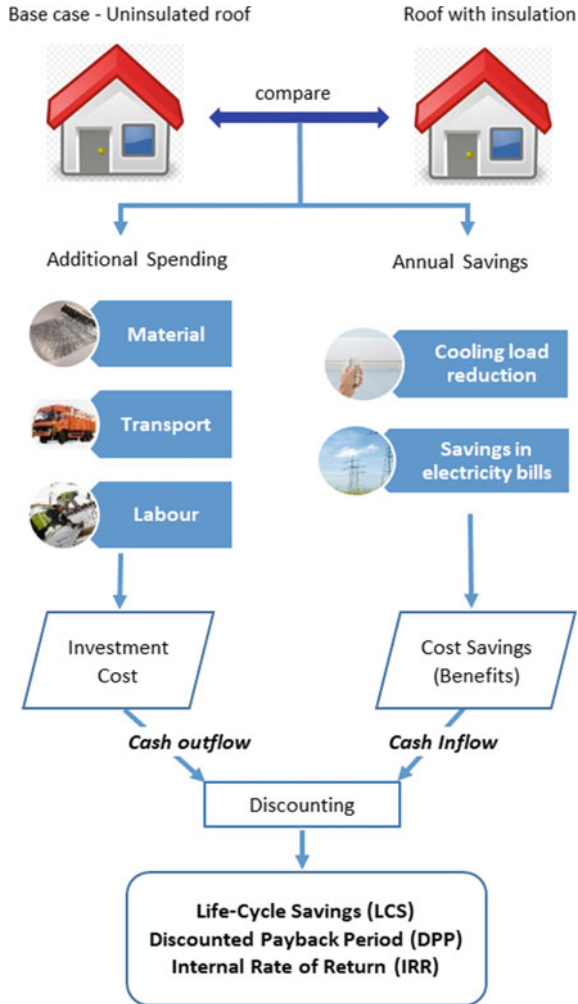 Base case - Uninsulated roof
Roof with insulation
compare
Additional Spending
Annual Savings
Material
Transport
Labour
Cooling load
reduction
Savings in
electricity bills
Investment
Cost
Cost Savings
(Benefits)
Cash outflow
Cash Inflow
Discounting
Life-Cycle Savings (LCS)
Discounted Payback Period (DPP)
Internal Rate of Return (IRR)